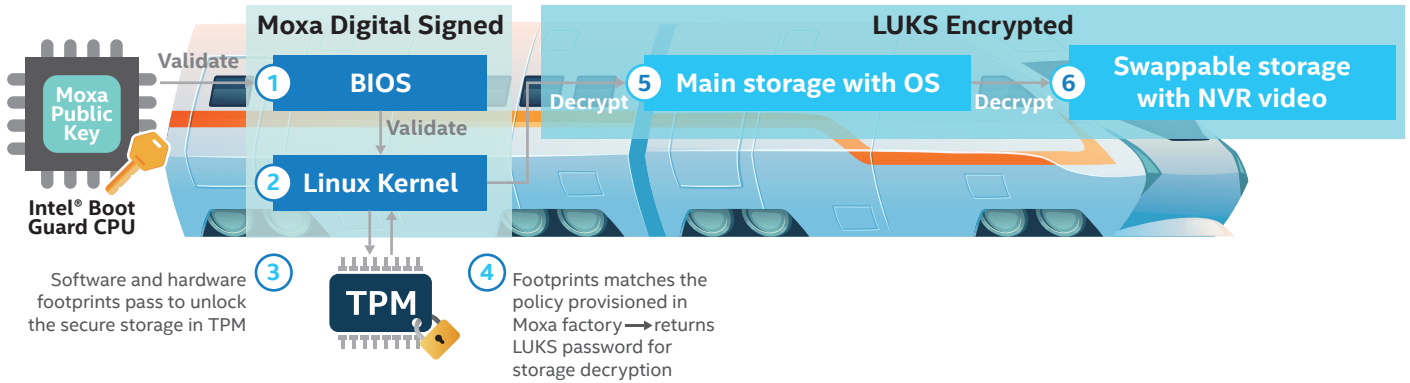 Moxa Digital Signed
LUKS Encrypted
Moxa
Public
Key
Intel® Boot
Guard CPU
Validate
1
BIOS
Validate
2
Linux Kernel
Decrypt
5
Main storage with OS
Decrypt
6
Swappable storage
with NVR video
3
Software and hardware
footprints pass to unlock
the secure storage in TPM
TPM
4
Footprints matches the
policy provisioned in
Moxa factory → returns
LUKS password for
storage decryption